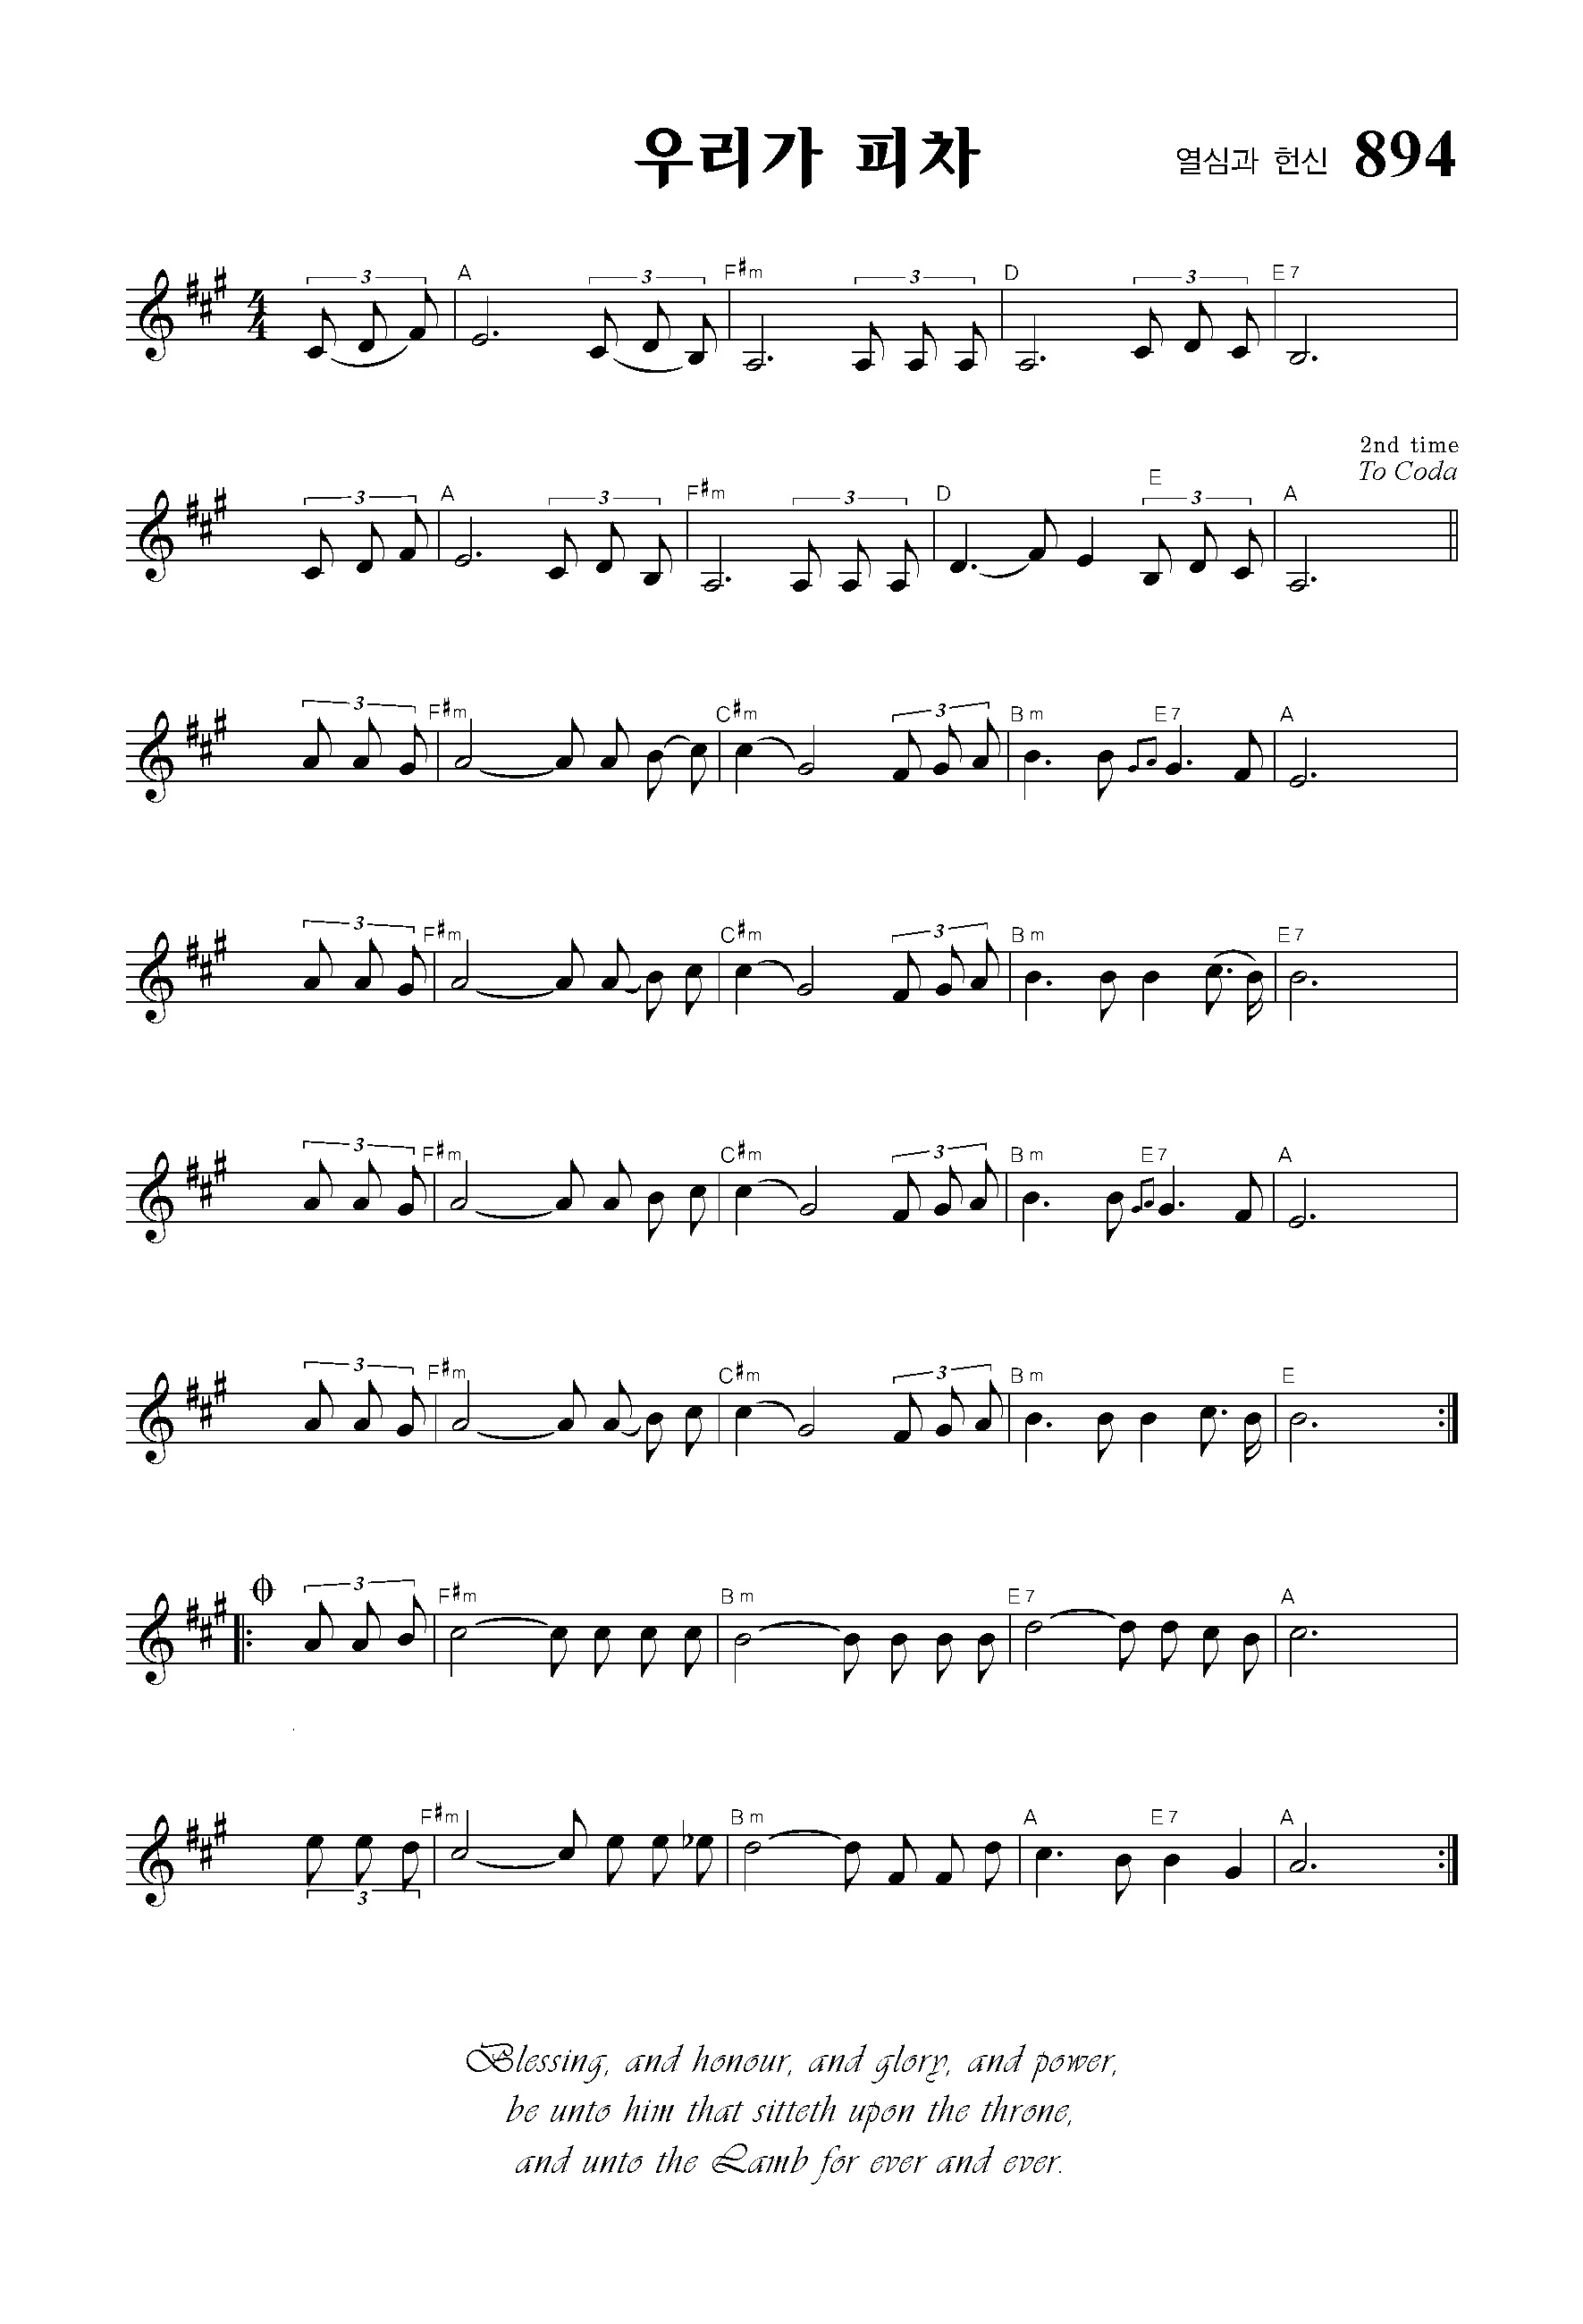 우리가 피차
열심과 헌신 894
3 A 3 F#m 3 D 3 E7
4
4
2nd time
To Coda
3 A 3 F#m 3 D E 3 A
3 F#m C#m 3 Bm E7 A
3 F#m C#m 3 Bm E7
3 F#m C#m 3 Bm E7 A
3 F#m C#m 3 Bm E
3 F#m Bm E7 A
F#m Bm A E7 A
3
Blessing, and honour, and glory, and power,
be unto him that sitteth upon the throne,
and unto the Lamb for ever and ever.